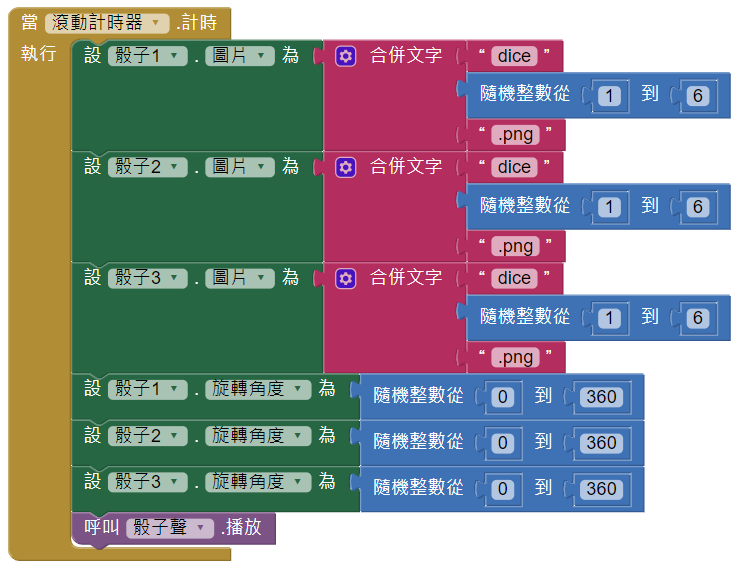 當 滾動計時器 .計時
執行 設 骰子1 . 圖片 為 合併文字 “ dice ”
隨機整數從 1 到 6
“ .png ”
設 骰子2 . 圖片 為 合併文字 “ dice ”
隨機整數從 1 到 6
“ .png ”
設 骰子3 . 圖片 為 合併文字 “ dice ”
隨機整數從 1 到 6
“ .png ”
設 骰子1 . 旋轉角度 為 隨機整數從 0 到 360
設 骰子2 . 旋轉角度 為 隨機整數從 0 到 360
設 骰子3 . 旋轉角度 為 隨機整數從 0 到 360
呼叫 骰子聲 .播放